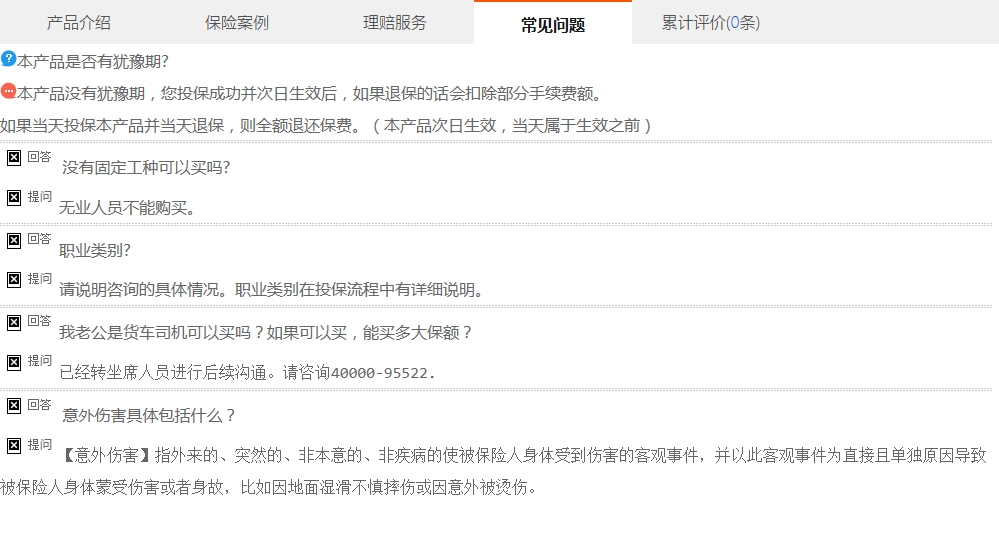 产品介绍 保险案例 理赔服务 常见问题 累计评价(0条)
本产品是否有犹豫期?
本产品没有犹豫期，您投保成功并次日生效后，如果退保的话会扣除部分手续费额。
如果当天投保本产品并当天退保，则全额退还保费。（本产品次日生效，当天属于生效之前）
回答 没有固定工种可以买吗?
提问 无业人员不能购买。
回答 职业类别?
提问 请说明咨询的具体情况。职业类别在投保流程中有详细说明。
回答 我老公是货车司机可以买吗？如果可以买，能买多大保额？
提问 已经转坐席人员进行后续沟通。请咨询40000-95522.
回答 意外伤害具体包括什么？
提问 【意外伤害】指外来的、突然的、非本意的、非疾病的使被保险人身体受到伤害的客观事件，并以此客观事件为直接且单独原因导致
被保险人身体蒙受伤害或者身故，比如因地面湿滑不慎摔伤或因意外被烫伤。